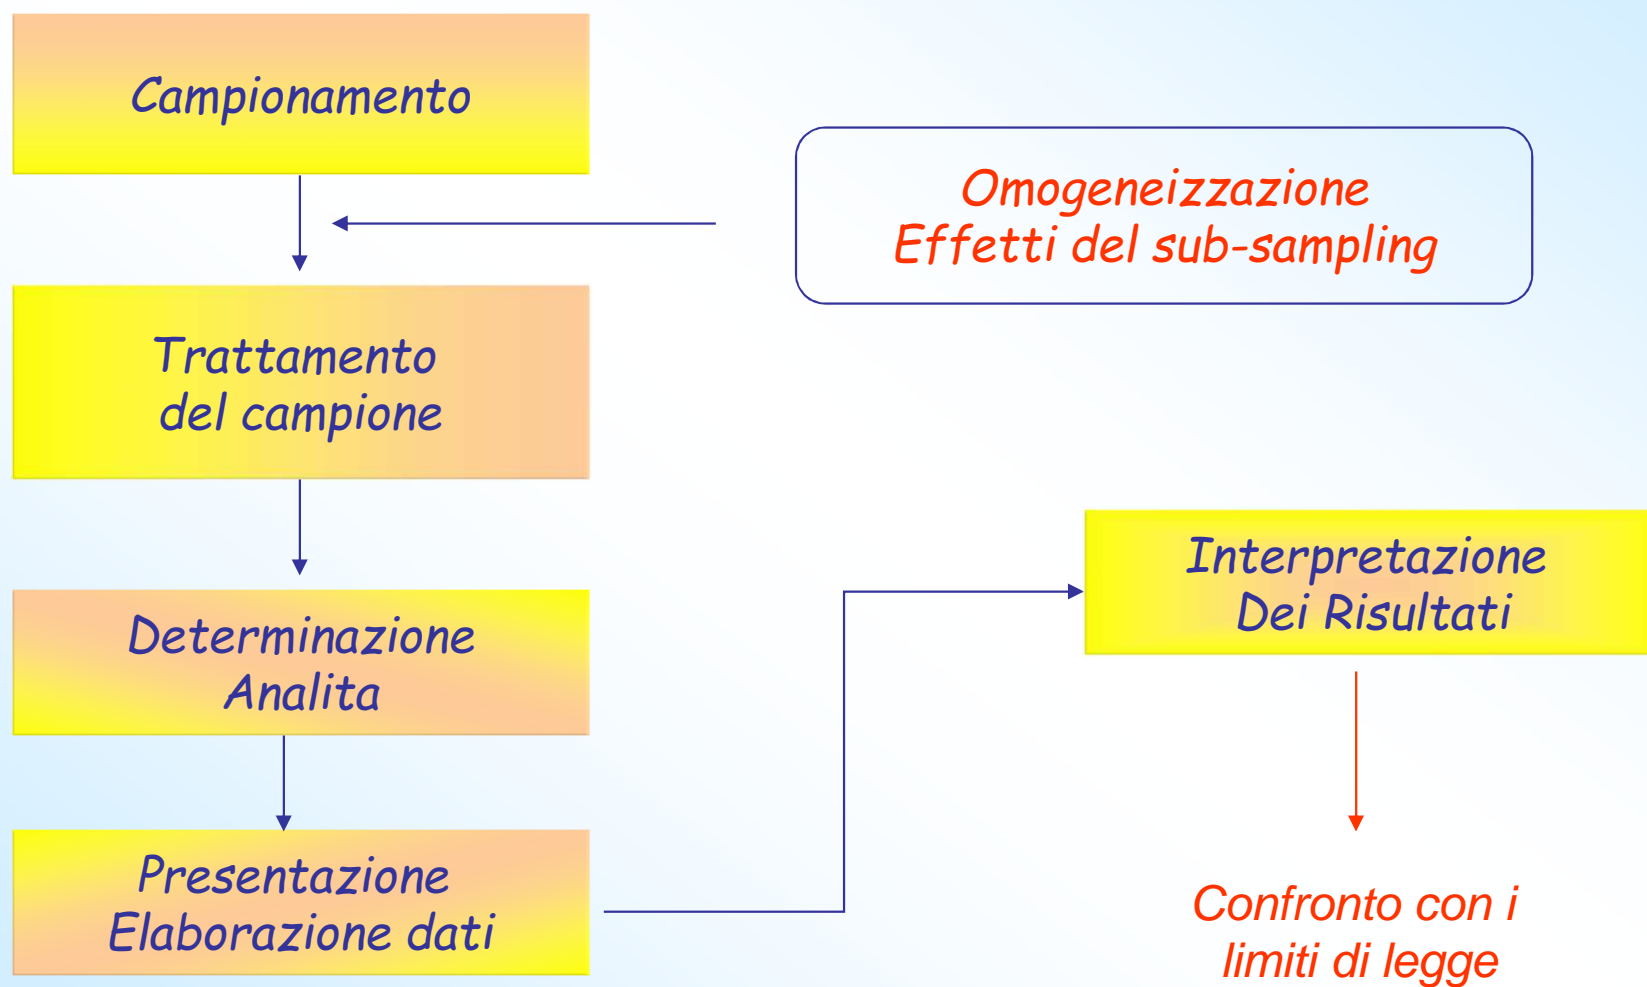 Campionamento
Omogeneizzazione
Effetti del sub-sampling
Trattamento
del campione
Determinazione
Analita
Presentazione
Elaborazione dati
Interpretazione
Dei Risultati
Confronto con i
limiti di legge